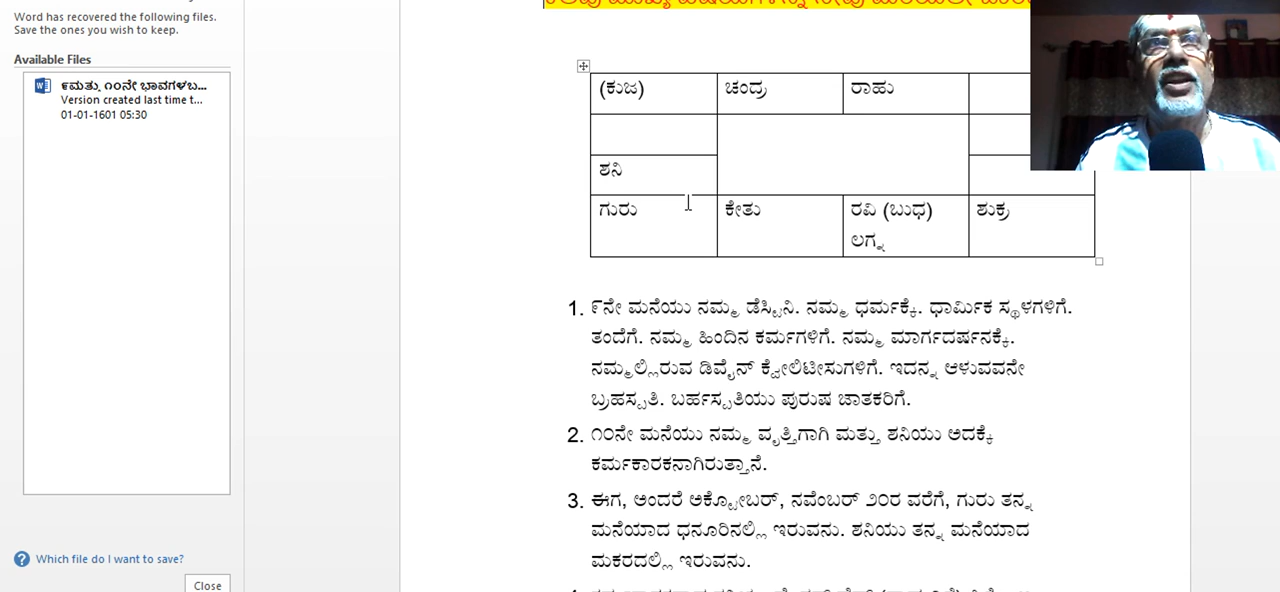 Word has recovered the following files.
Save the ones you wish to keep.
Available Files
೯ಮತ್ತು ೧೦ನೇ ಭಾವಗಳಬ...
Version created last time t...
01-01-1601 05:30
Which file do I want to save?
Close
(ಕುಜ) ಚಂದ್ರ ರಾಹು
ಶನಿ
ಗುರು ಕೇತು ರವಿ (ಬುಧ) ಶುಕ್ರ
ಲಗ್ನ
1. ೯ನೇ ಮನೆಯು ನಮ್ಮ ಡೆಸ್ಟಿನಿ. ನಮ್ಮ ಧರ್ಮಕ್ಕೆ. ಧಾರ್ಮಿಕ ಸ್ಥಳಗಳಿಗೆ.
ತಂದೆಗೆ. ನಮ್ಮ ಹಿಂದಿನ ಕರ್ಮಗಳಿಗೆ. ನಮ್ಮ ಮಾರ್ಗದರ್ಷನಕ್ಕೆ.
ನಮ್ಮಲ್ಲಿರುವ ಡಿವೈನ್ ಕ್ವೇಲಿಟೀಸುಗಳಿಗೆ. ಇದನ್ನ ಆಳುವವನೇ
ಬ್ರಹಸ್ಪತಿ. ಬರ್ಹಸ್ಪತಿಯು ಪುರುಷ ಜಾತಕರಿಗೆ.
2. ೧೦ನೇ ಮನೆಯು ನಮ್ಮ ವೃತ್ತಿಗಾಗಿ ಮತ್ತು ಶನಿಯು ಅದಕ್ಕೆ
ಕರ್ಮಕಾರಕನಾಗಿರುತ್ತಾನೆ.
3. ಈಗ, ಅಂದರೆ ಅಕ್ಟೋಬರ್, ನವೆಂಬರ್ ೨೦ರ ವರೆಗೆ, ಗುರು ತನ್ನ
ಮನೆಯಾದ ಧನೂರಿನಲ್ಲಿ ಇರುವನು. ಶನಿಯು ತನ್ನ ಮನೆಯಾದ
ಮಕರದಲ್ಲಿ ಇರುವನು.